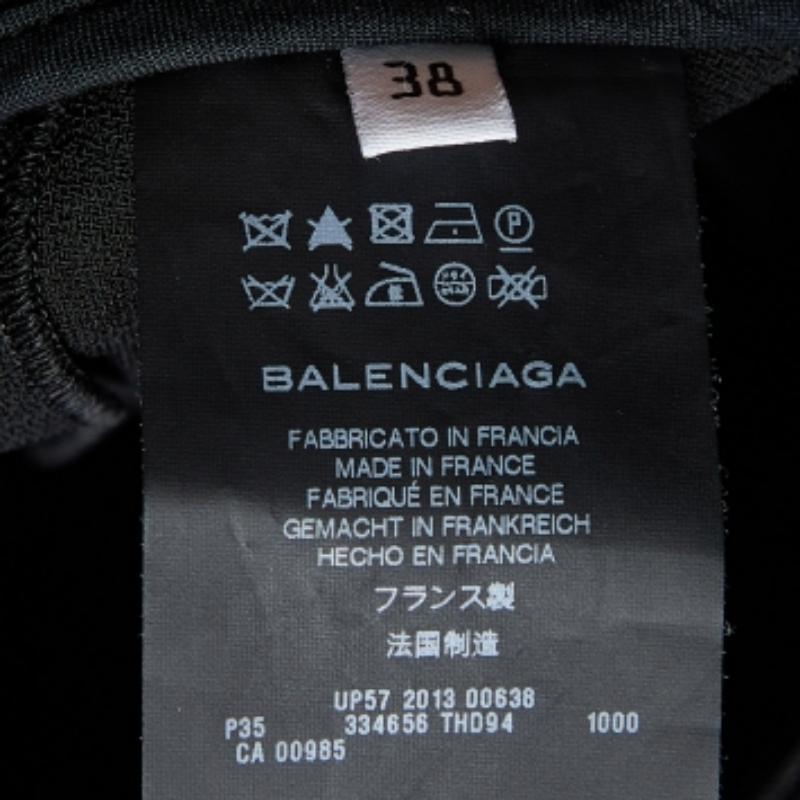 38
P
BALENCIAGA
FABBRICATO IN FRANCIA
MADE IN FRANCE
FABRIQUÉ EN FRANCE
GEMACHT IN FRANKREICH
HECHO EN FRANCIA
フランス製
法国制造
UP57 2013 00638
P35 334656 THD94 1000
CA 00985